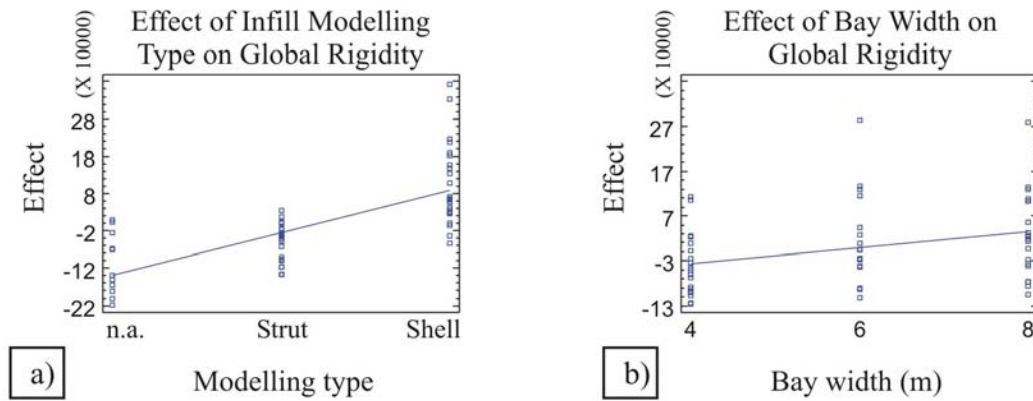 Effect of Infill Modelling
Type on Global Rigidity
(X 10000)
28
18
8
-2
-12
-22
Effect
n.a. Strut Shell
Modelling type
a)
Effect of Bay Width on
Global Rigidity
(X 10000)
27
17
7
-3
-13
Effect
4 6 8
Bay width (m)
b)